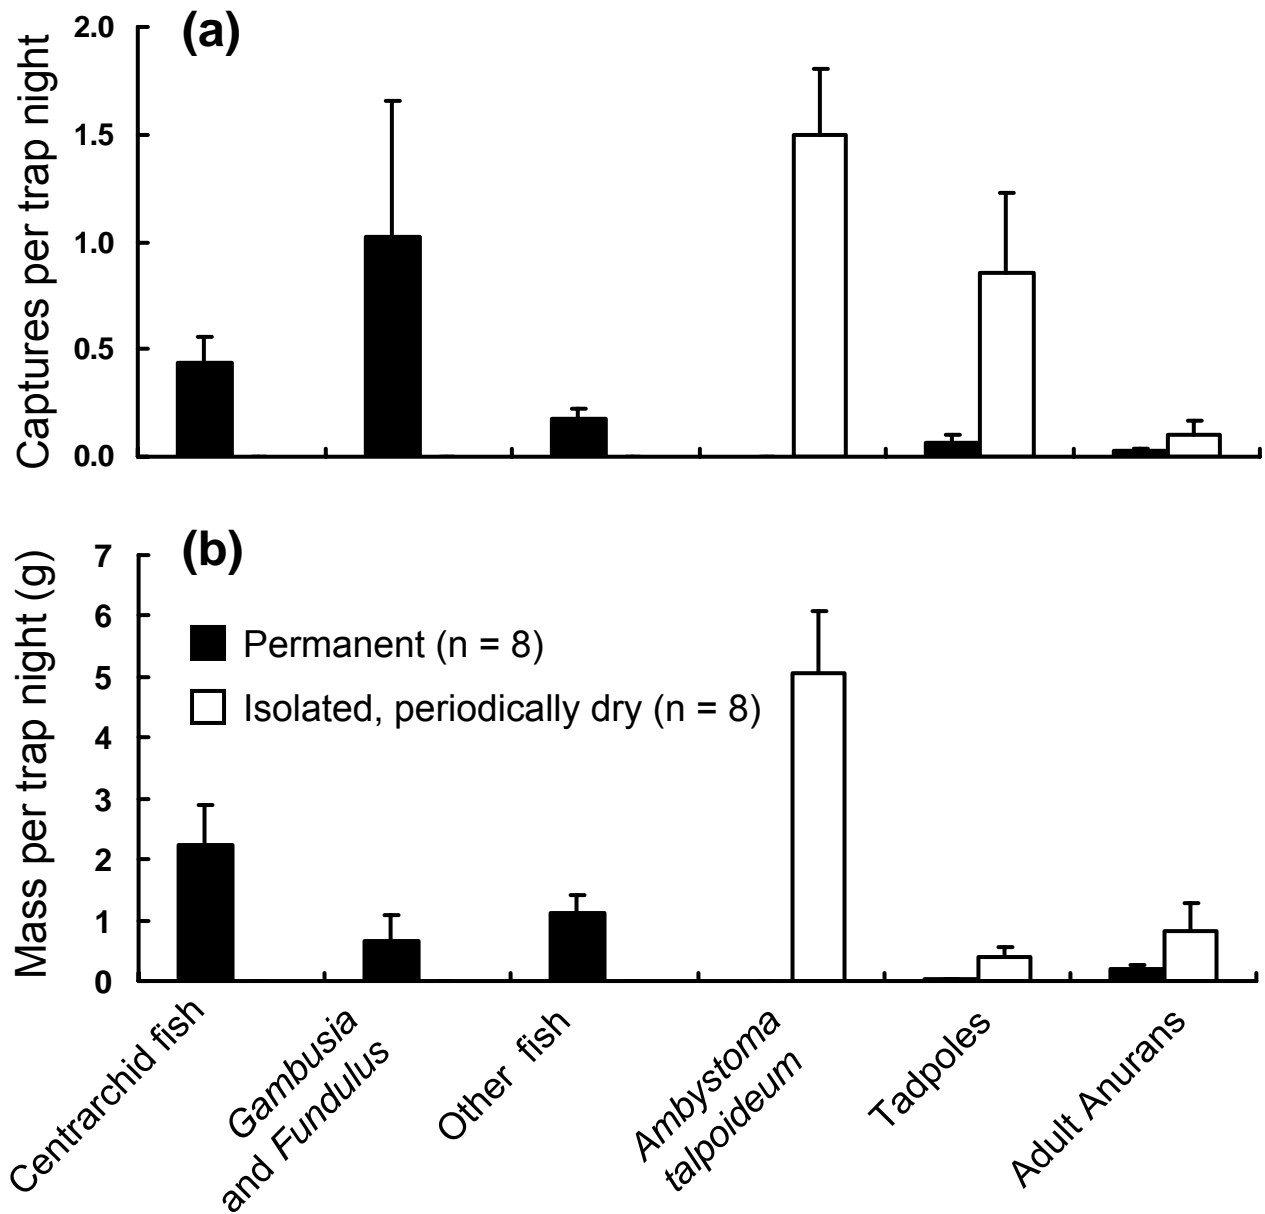 (a)
Captures per trap night
2.0
1.5
1.0
0.5
0.0
(b)
Mass per trap night (g)
7
6
5
4
3
2
1
0
Permanent (n = 8)
Isolated, periodically dry (n = 8)
Centrarchid fish
Gambusia
and Fundulus
Other fish
Ambystoma
talpoideum
Tadpoles
Adult Anurans